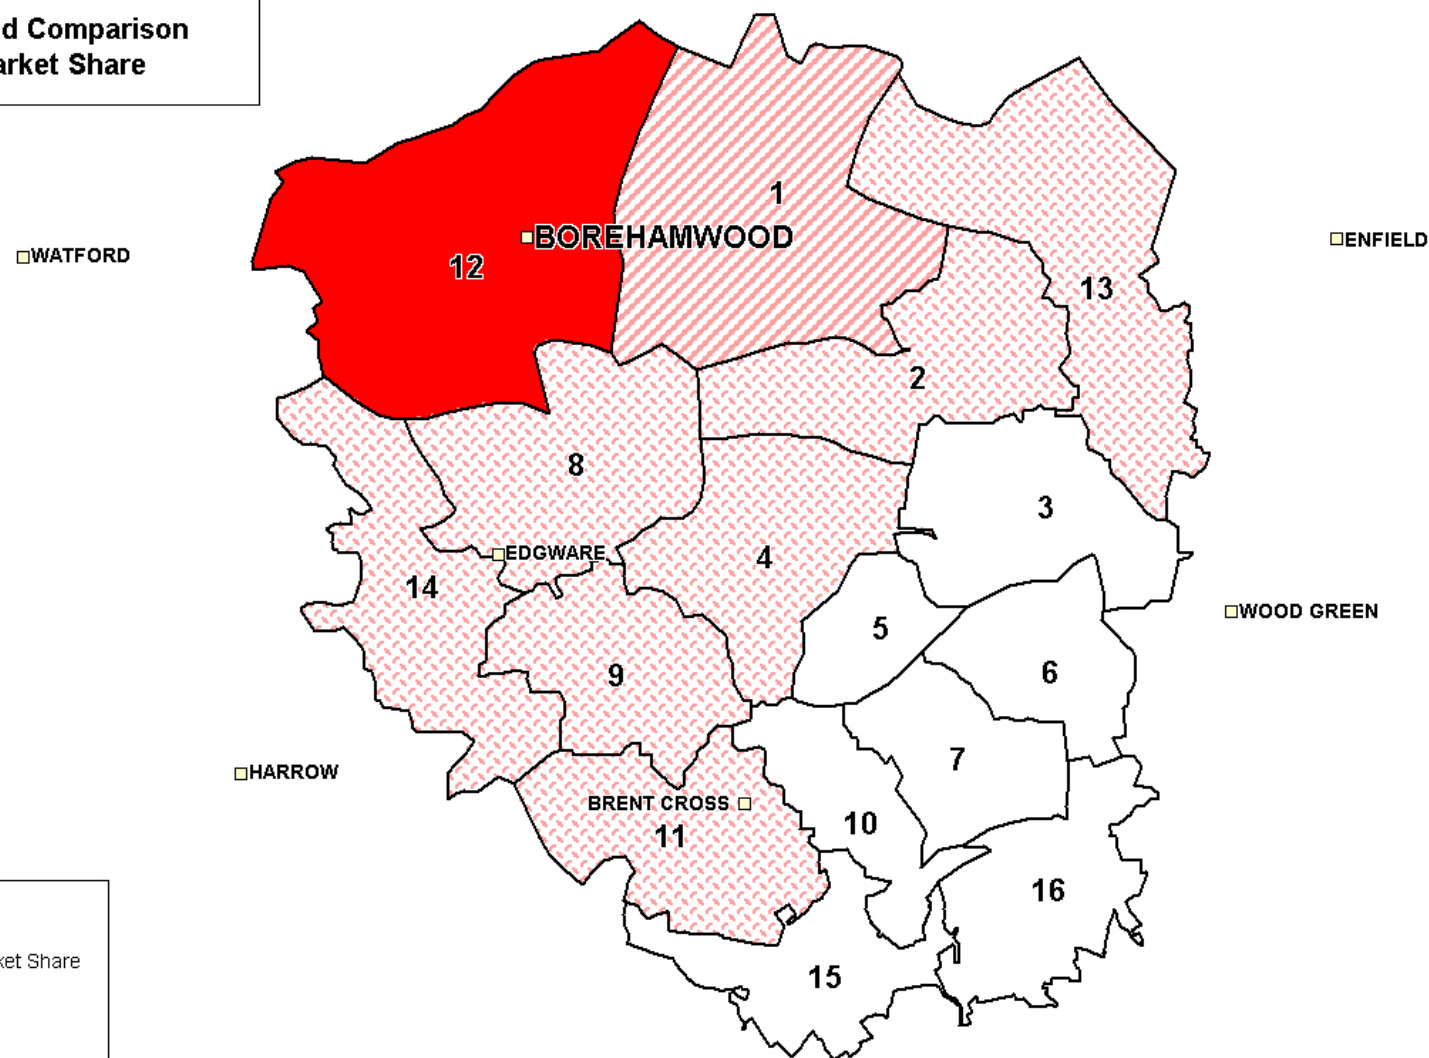 d Comparison
arket Share
1
BOREHAMWOOD
ENFIELD
WATFORD
12
13
2
8
3
EDGWARE
4
14
WOOD GREEN
5
6
9
7
HARROW
BRENT CROSS
10
11
16
ket Share
15